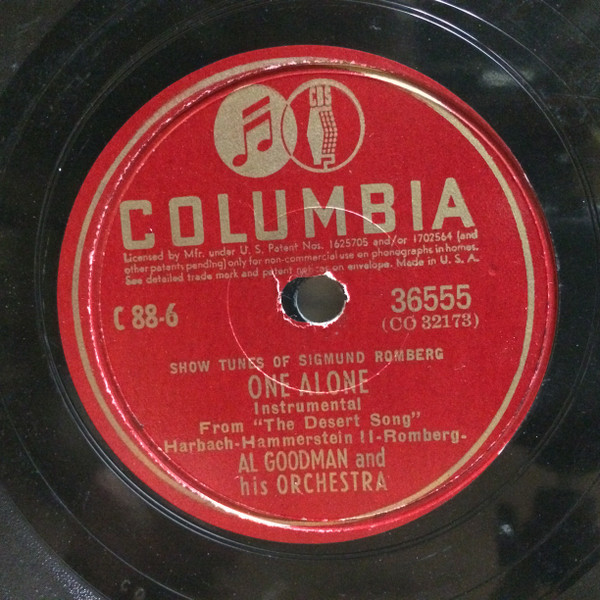 CBS
COLUMBIA
Licensed by Mfr. under U. S. Patent Nos. 1625705 and/or 1702564 (and
other patents pending) only for non-commercial use on phonographs in homes.
See detailed trade mark and patent notices on envelope. Made in U. S. A.
C 88-6
36555
(CO 32173)
SHOW TUNES OF SIGMUND ROMBERG
ONE ALONE
Instrumental
From "The Desert Song"
Harbach-Hammerstein II-Romberg-
AL GOODMAN and
his ORCHESTRA
CO